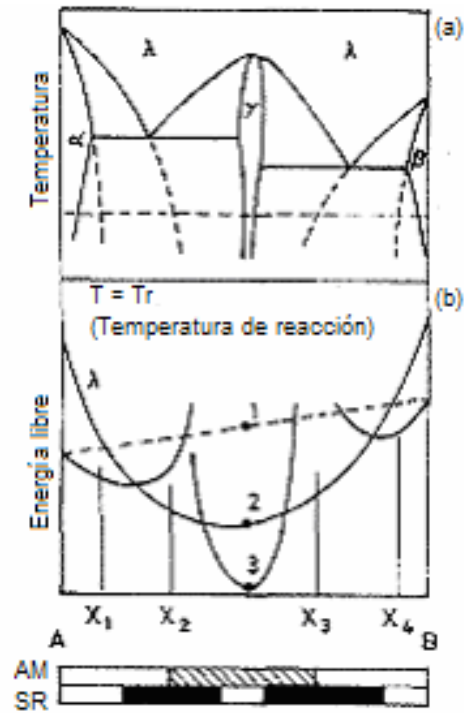 (a)
λ λ
γ
α
β
Temperatura
(b)
T = Tr
(Temperatura de reacción)
λ
1
2
3
Energía libre
X₁ X₂ X₃ X₄
A B
AM
SR